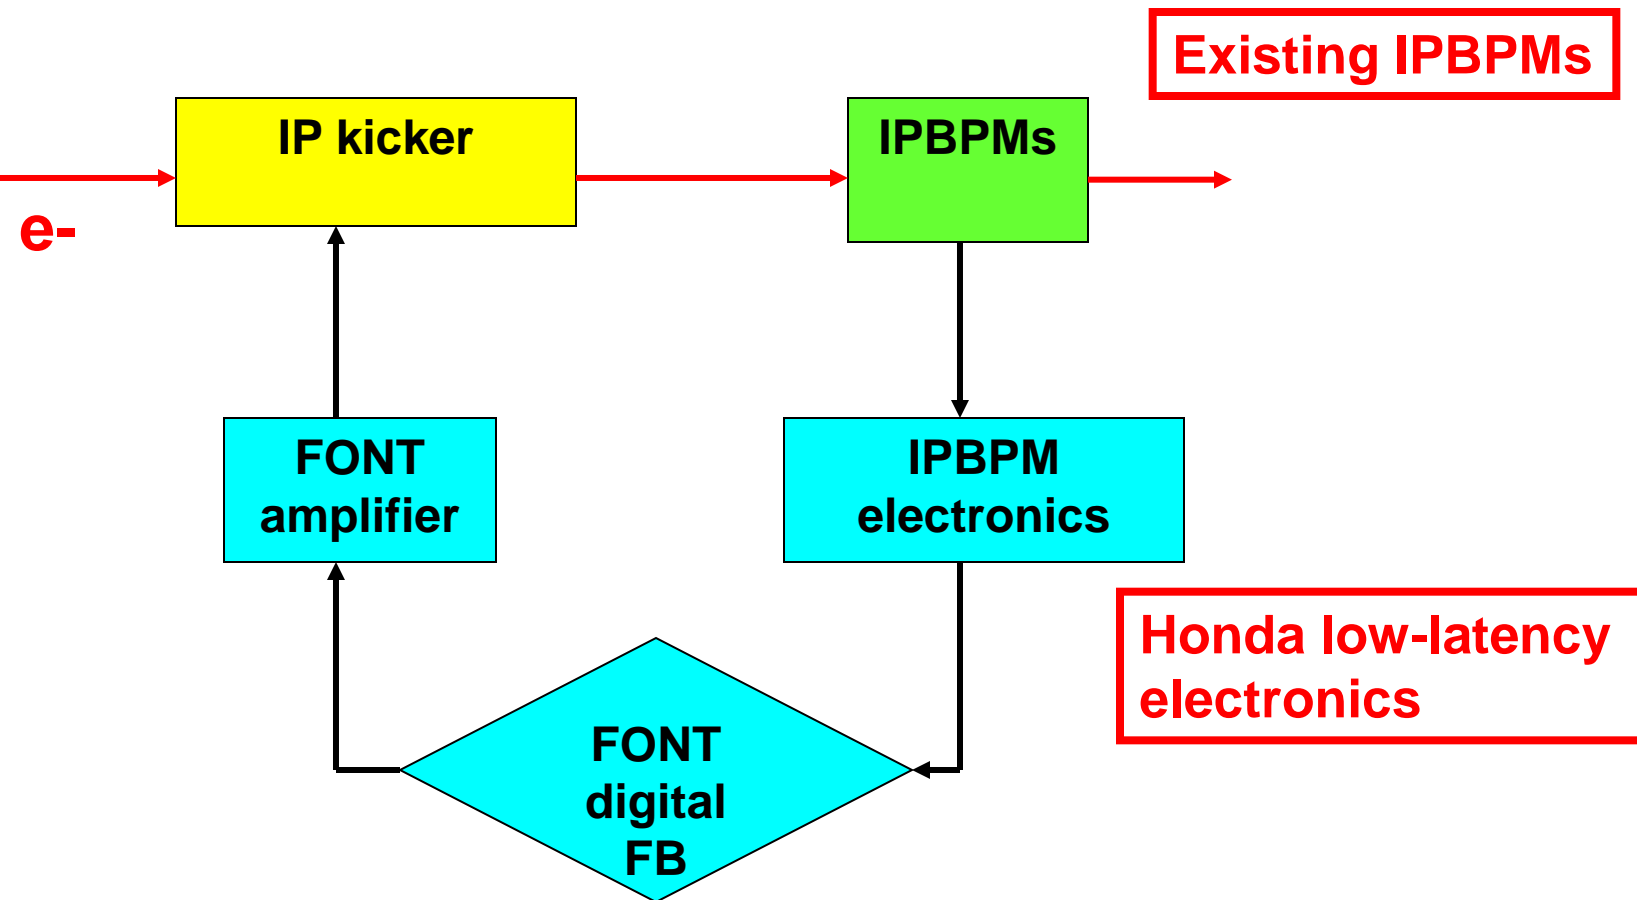 Existing IPBPMs
IP kicker
IPBPMs
e-
FONT
amplifier
IPBPM
electronics
Honda low-latency
electronics
FONT
digital
FB